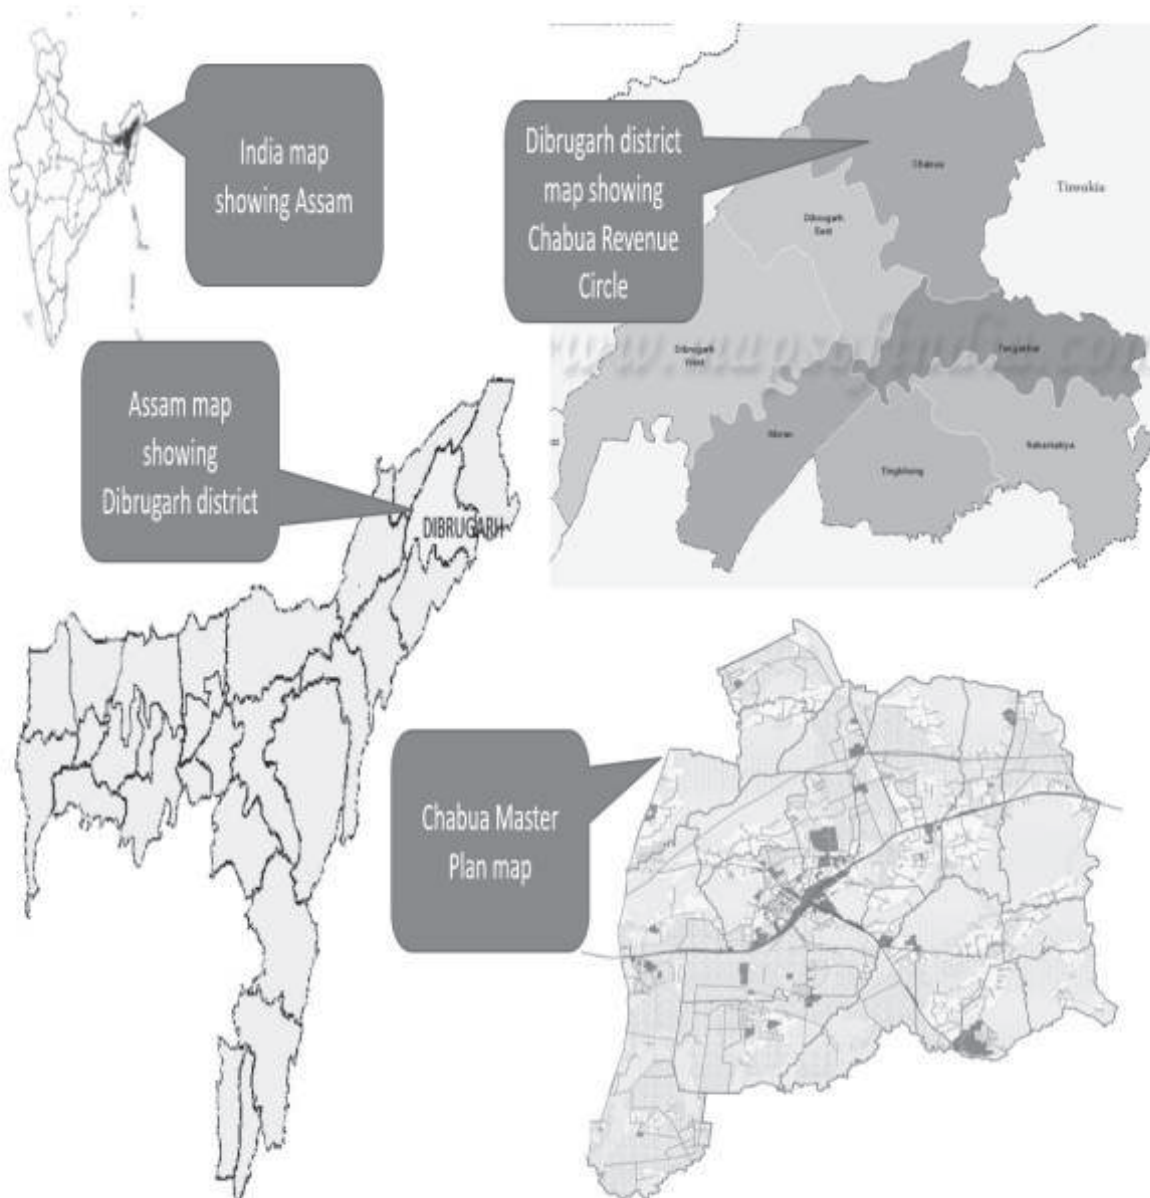 India map
showing Assam
Dibrugarh district
map showing
Chabua Revenue
Circle
Chabua
Tinsukia
Dibrugarh
East
Dibrugarh
West
Moran
Tengakhat
Tingkhong
Naharkatiya
Assam map
showing
Dibrugarh district
DIBRUGARH
Chabua Master
Plan map